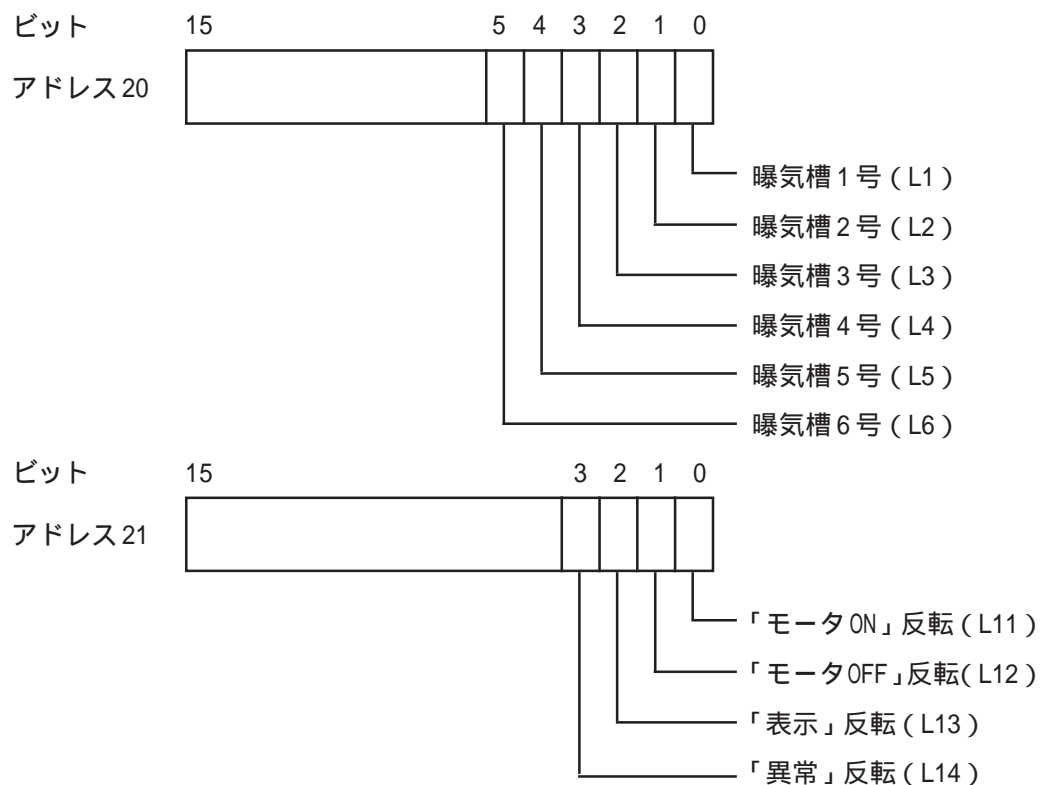 ビット 15 5 4 3 2 1 0
アドレス20
曝気槽1号(L1)
曝気槽2号(L2)
曝気槽3号(L3)
曝気槽4号(L4)
曝気槽5号(L5)
曝気槽6号(L6)
ビット 15 3 2 1 0
アドレス21
「モータON」反転(L11)
「モータOFF」反転(L12)
「表示」反転(L13)
「異常」反転(L14)